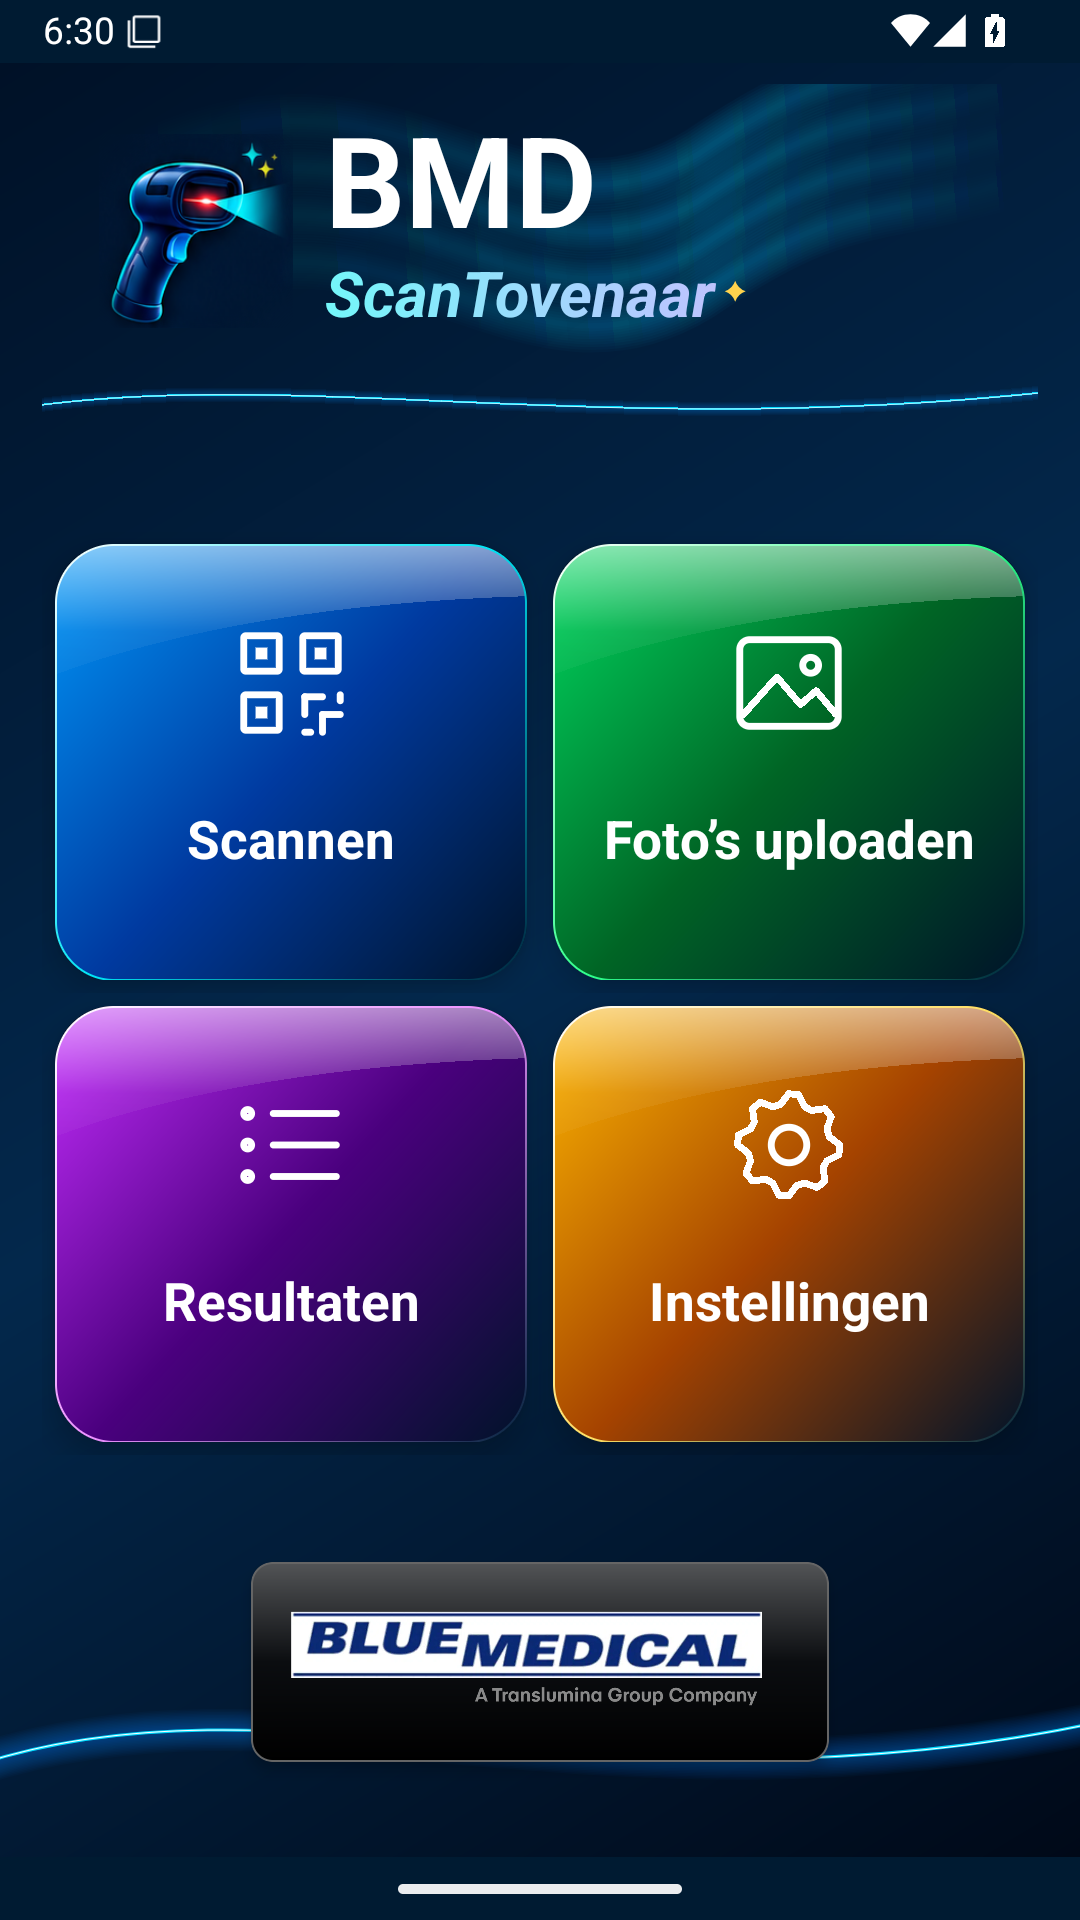 6:30
BMD
ScanTovenaar
Scannen
Foto’s uploaden
Resultaten
Instellingen
BLUEMEDICAL
A Translumina Group Company